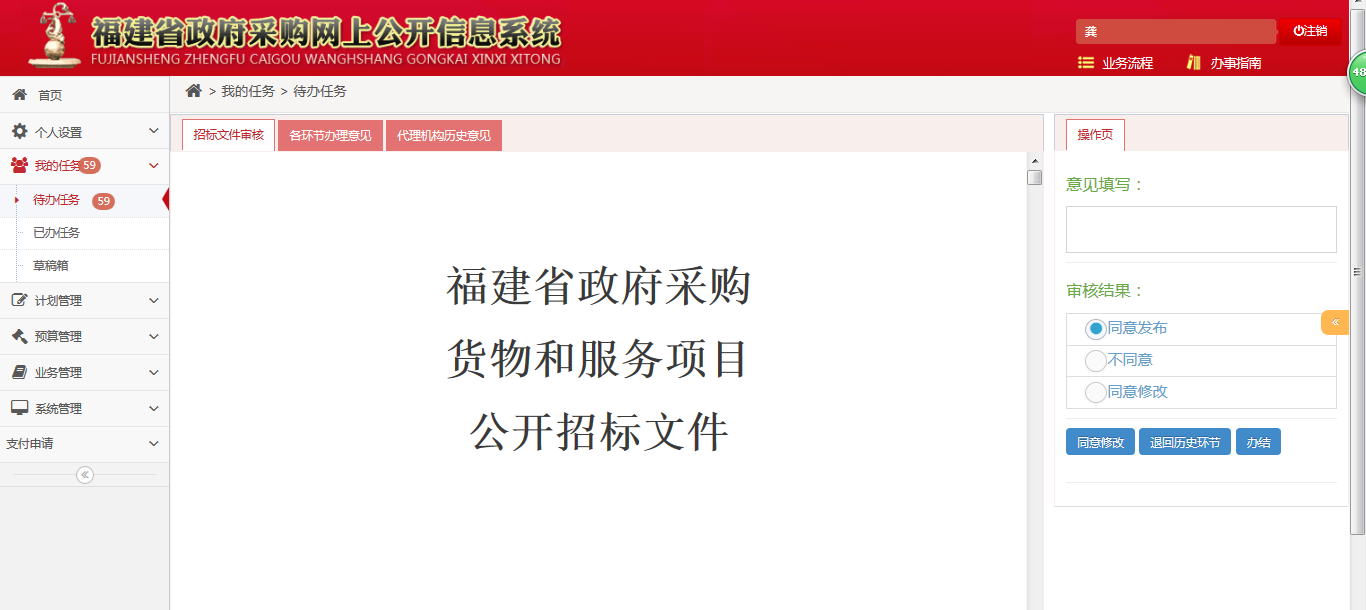 福建省政府采购网上公开信息系统
FUJIANSHENG ZHENGFU CAIGOU WANGHSHANG GONGKAI XINXI XITONG
龚
注销
业务流程
办事指南
48
首页
个人设置
我的任务 59
待办任务 59
已办任务
草稿箱
计划管理
预算管理
业务管理
系统管理
支付申请
> 我的任务 > 待办任务
招标文件审核
各环节办理意见
代理机构历史意见
福建省政府采购
货物和服务项目
公开招标文件
操作页
意见填写：
审核结果：
同意发布
不同意
同意修改
同意修改
退回历史环节
办结